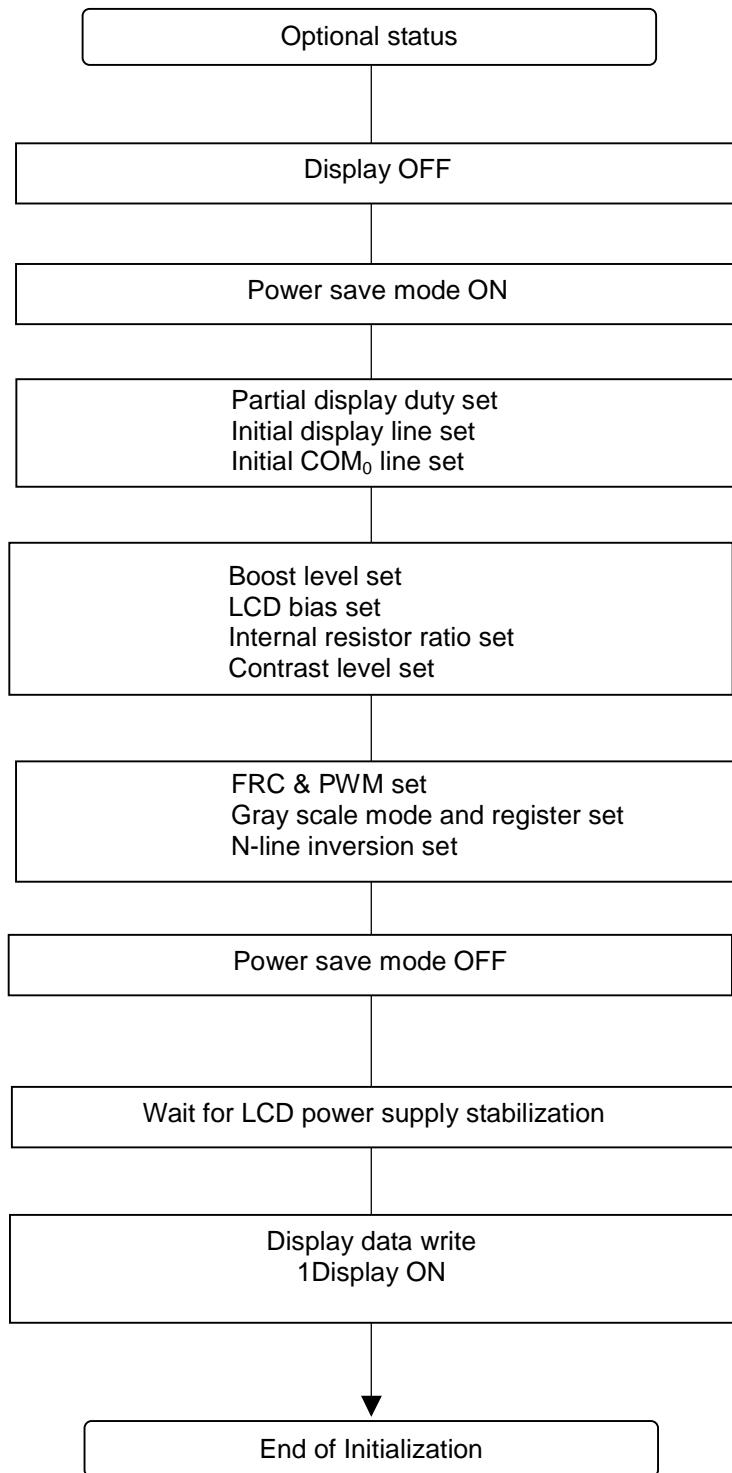 Optional status
Display OFF
Power save mode ON
Partial display duty set
Initial display line set
Initial COM₀ line set
Boost level set
LCD bias set
Internal resistor ratio set
Contrast level set
FRC & PWM set
Gray scale mode and register set
N-line inversion set
Power save mode OFF
Wait for LCD power supply stabilization
Display data write
1Display ON
End of Initialization